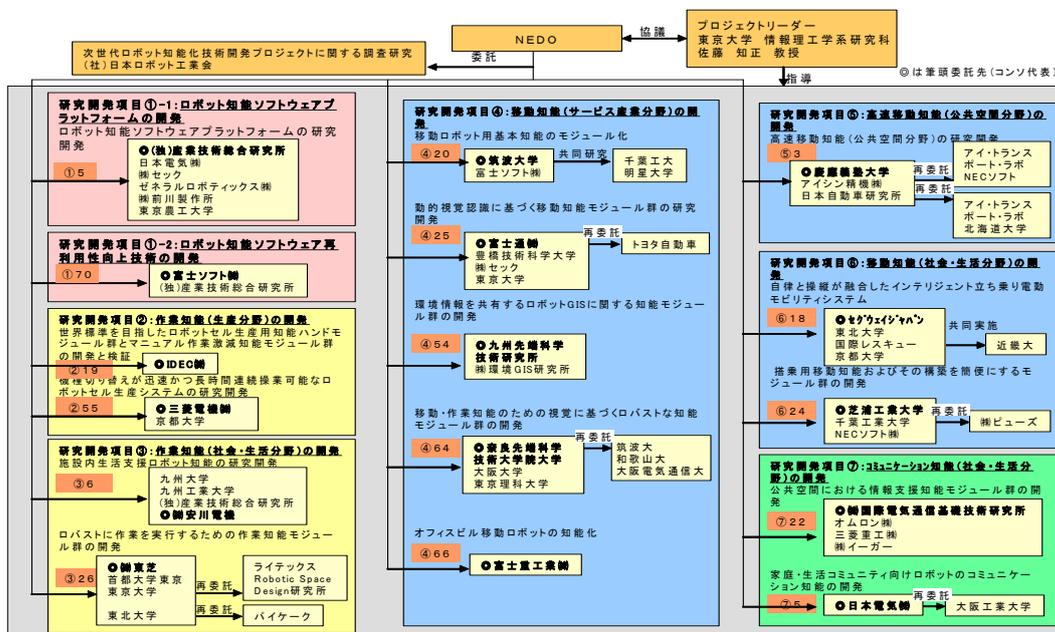 次世代ロボット知能化技術開発プロジェクトに関する調査研究
(社)日本ロボット工業会
NEDO
委託
協議
プロジェクトリーダー
東京大学 情報理工学系研究科
佐藤 知正 教授
指導
◎は筆頭委託先(コンソ代表)
研究開発項目①-1:ロボット知能ソフトウェアプ
ラットフォームの開発
ロボット知能ソフトウェアプラットフォームの研究
開発
①5
◎(独)産業技術総合研究所
日本電気㈱
㈱セック
ゼネラルロボティックス㈱
㈱前川製作所
東京農工大学
研究開発項目①-2:ロボット知能ソフトウェア再
利用性向上技術の開発
①70
◎富士ソフト㈱
(独)産業技術総合研究所
研究開発項目②:作業知能(生産分野)の開発
世界標準を目指したロボットセル生産用知能ハンドモ
ジュール群とマニュアル作業激減知能モジュール群
の開発と検証
②19
◎IDEC㈱
機種切り替えが迅速かつ長時間連続操業可能なロ
ボットセル生産システムの研究開発
②55
◎三菱電機㈱
京都大学
研究開発項目③:作業知能(社会・生活分野)の開発
施設内生活支援ロボット知能の研究開発
③6
九州大学
九州工業大学
(独)産業技術総合研究所
◎㈱安川電機
ロバストに作業を実行するための作業知能モジュー
ル群の開発
③26
◎㈱東芝
首都大学東京
東京大学
東北大学
再委託
ライテックス
Robotic Space
Design研究所
再委託
バイケーク
研究開発項目④:移動知能(サービス産業分野)の開
発
移動ロボット用基本知能のモジュール化
④20
◎筑波大学
富士ソフト㈱
共同研究
千葉工大
明星大学
動的視覚認識に基づく移動知能モジュール群の研究
開発
④25
◎富士通㈱
豊橋技術科学大学
㈱セック
東京大学
再委託
トヨタ自動車
環境情報を共有するロボットGISに関する知能モジュー
ル群の開発
④54
◎九州先端科学
技術研究所
㈱環境GIS研究所
移動・作業知能のための視覚に基づくロバストな知能
モジュール群の開発
④64
◎奈良先端科学
技術大学院大学
大阪大学
東京理科大学
再委託
筑波大
和歌山大
大阪電気通信大
オフィスビル移動ロボットの知能化
④66
◎富士重工業㈱
研究開発項目⑤:高速移動知能(公共空間分野)の
開発
高速移動知能(公共空間分野)の研究開発
⑤3
◎慶應義塾大学
アイシン精機㈱
日本自動車研究所
再委託
アイ・トランス
ポート・ラボ
NECソフト
再委託
アイ・トランス
ポート・ラボ
北海道大学
研究開発項目⑥:移動知能(社会・生活分野)の開
発
自律と操縦が融合したインテリジェント立ち乗り電動
モビリティシステム
⑥18
◎セグウェイジャパン
東北大学
国際レスキュー
京都大学
共同実施
近畿大
搭乗用移動知能およびその構築を簡便にするモ
ジュール群の開発
⑥24
◎芝浦工業大学
千葉工業大学
NECソフト㈱
再委託
㈱ピューズ
研究開発項目⑦:コミュニケーション知能(社会・生活分
野)の開発
公共空間における情報支援知能モジュール群の開
発
⑦22
◎㈱国際電気通信基礎技術研究所
オムロン㈱
三菱重工㈱
㈱イーガー
家庭・生活コミュニティ向けロボットのコミュニケー
ション知能の開発
⑦5
◎日本電気㈱
再委託
大阪工業大学